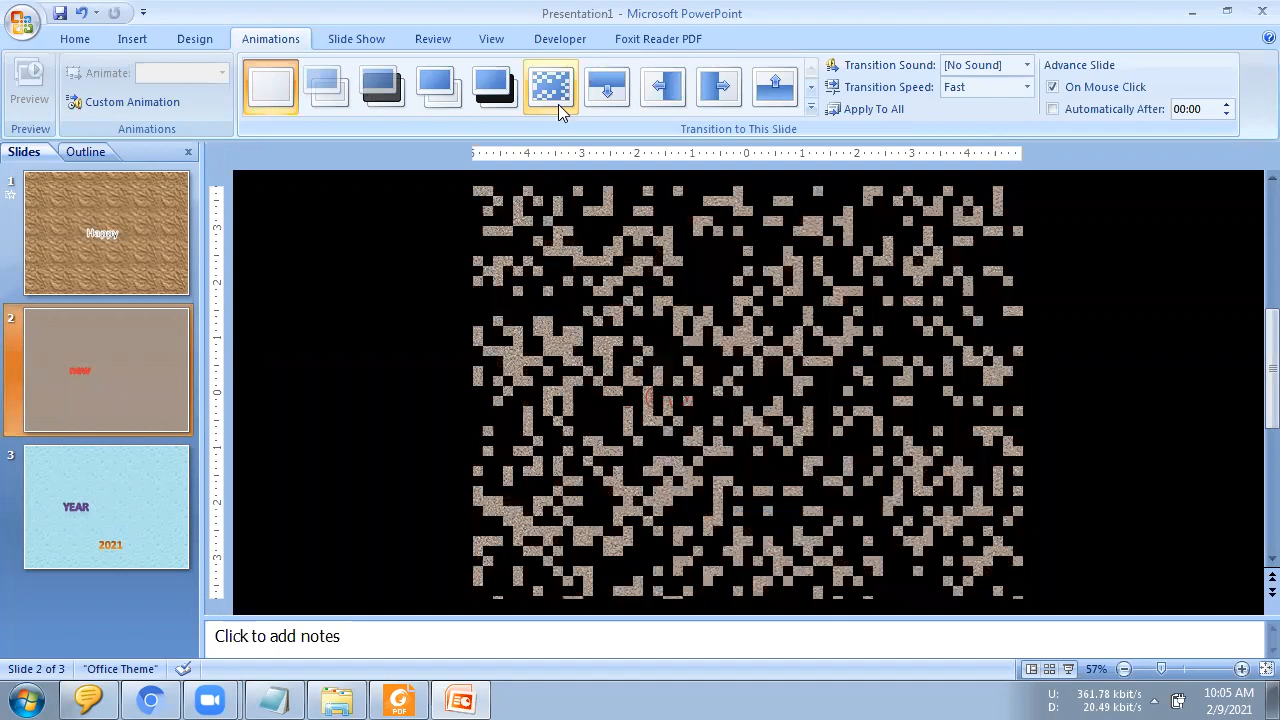 Presentation1 - Microsoft PowerPoint
Home Insert Design Animations Slide Show Review View Developer Foxit Reader PDF
Preview
Preview
Animate:
Custom Animation
Animations
Transition Sound: [No Sound]
Transition Speed: Fast
Apply To All
Transition to This Slide
Advance Slide
On Mouse Click
Automatically After: 00:00
Slides Outline
1
Happy
2
new
3
YEAR
2021
Click to add notes
Slide 2 of 3 "Office Theme" 57%
PDF
U: 361.78 kbit/s
D: 20.49 kbit/s
10:05 AM
2/9/2021